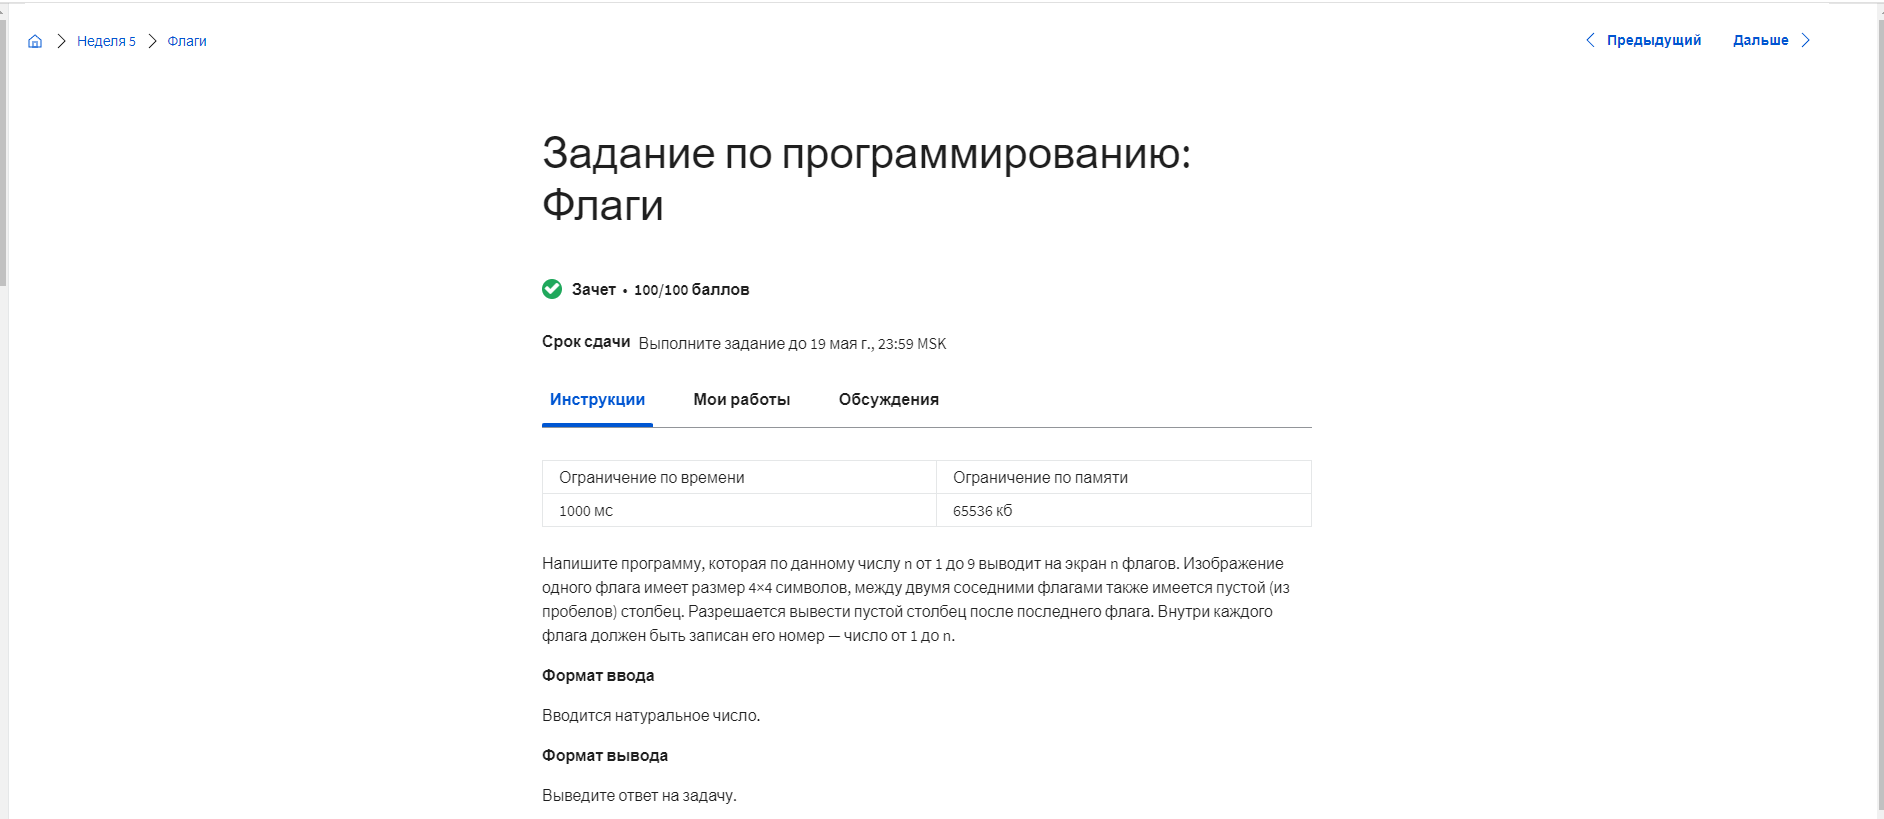 Неделя 5 Флаги Предыдущий Дальше
Задание по программированию:
Флаги
Зачет • 100/100 баллов
Срок сдачи Выполните задание до 19 мая г., 23:59 MSK
Инструкции Мои работы Обсуждения
Ограничение по времени Ограничение по памяти
1000 мс 65536 кб
Напишите программу, которая по данному числу n от 1 до 9 выводит на экран n флагов. Изображение
одного флага имеет размер 4×4 символов, между двумя соседними флагами также имеется пустой (из
пробелов) столбец. Разрешается вывести пустой столбец после последнего флага. Внутри каждого
флага должен быть записан его номер — число от 1 до n.
Формат ввода
Вводится натуральное число.
Формат вывода
Выведите ответ на задачу.